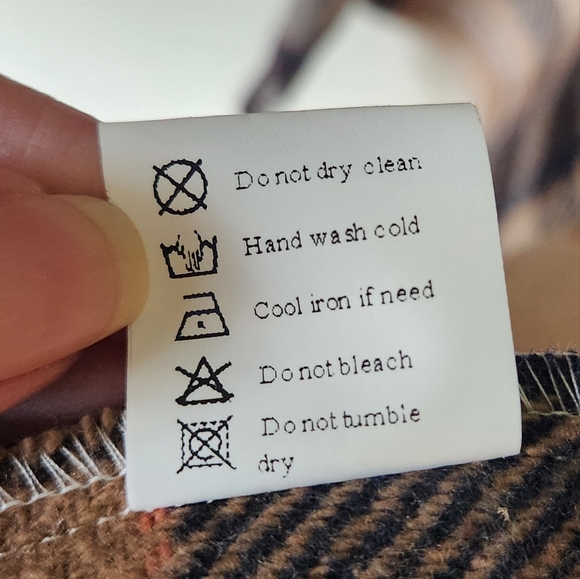 Do not dry clean
Hand wash cold
Cool iron if need
Do not bleach
Do not tumble
dry